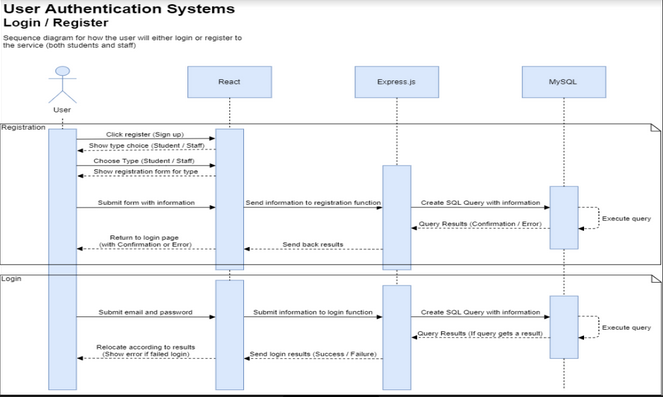 User Authentication Systems
Login / Register
Sequence diagram for how the user will either login or register to
the service (both students and staff)
User
React
Express.js
MySQL
Registration
Click register (Sign up)
Show type choice (Student / Staff)
Choose Type (Student / Staff)
Show registration form for type
Submit form with information
Send information to registration function
Create SQL Query with information
Execute query
Query Results (Confirmation / Error)
Return to login page
(with Confirmation or Error)
Send back results
Login
Submit email and password
Submit information to login function
Create SQL Query with information
Execute query
Query Results (If query gets a result)
Relocate according to results
(Show error if failed login)
Send login results (Success / Failure)